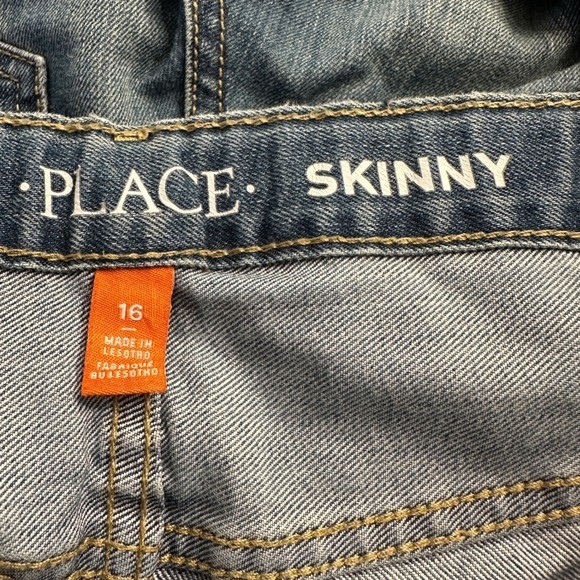 · PLACE · SKINNY
16
MADE IN
LESOTHO
FABRIQUÉ
AU LESOTHO